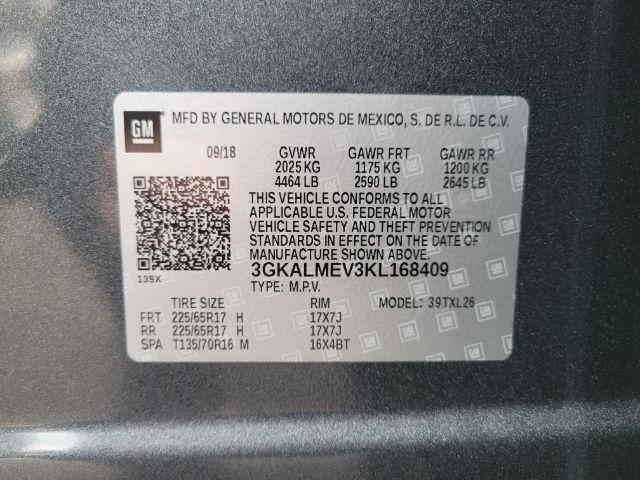 GM MFD BY GENERAL MOTORS DE MEXICO, S. DE R.L. DE C.V.
09/18 GVWR GAWR FRT GAWR RR
2025 KG 1175 KG 1200 KG
4464 LB 2590 LB 2645 LB
THIS VEHICLE CONFORMS TO ALL
APPLICABLE U.S. FEDERAL MOTOR
VEHICLE SAFETY AND THEFT PREVENTION
STANDARDS IN EFFECT ON THE DATE OF
MANUFACTURE SHOWN ABOVE.
3GKALMEV3KL168409
139X TYPE: M.P.V.
TIRE SIZE RIM MODEL: 39TXL26
FRT 225/65R17 H 17X7J
RR 225/65R17 H 17X7J
SPA T135/70R16 M 16X4BT